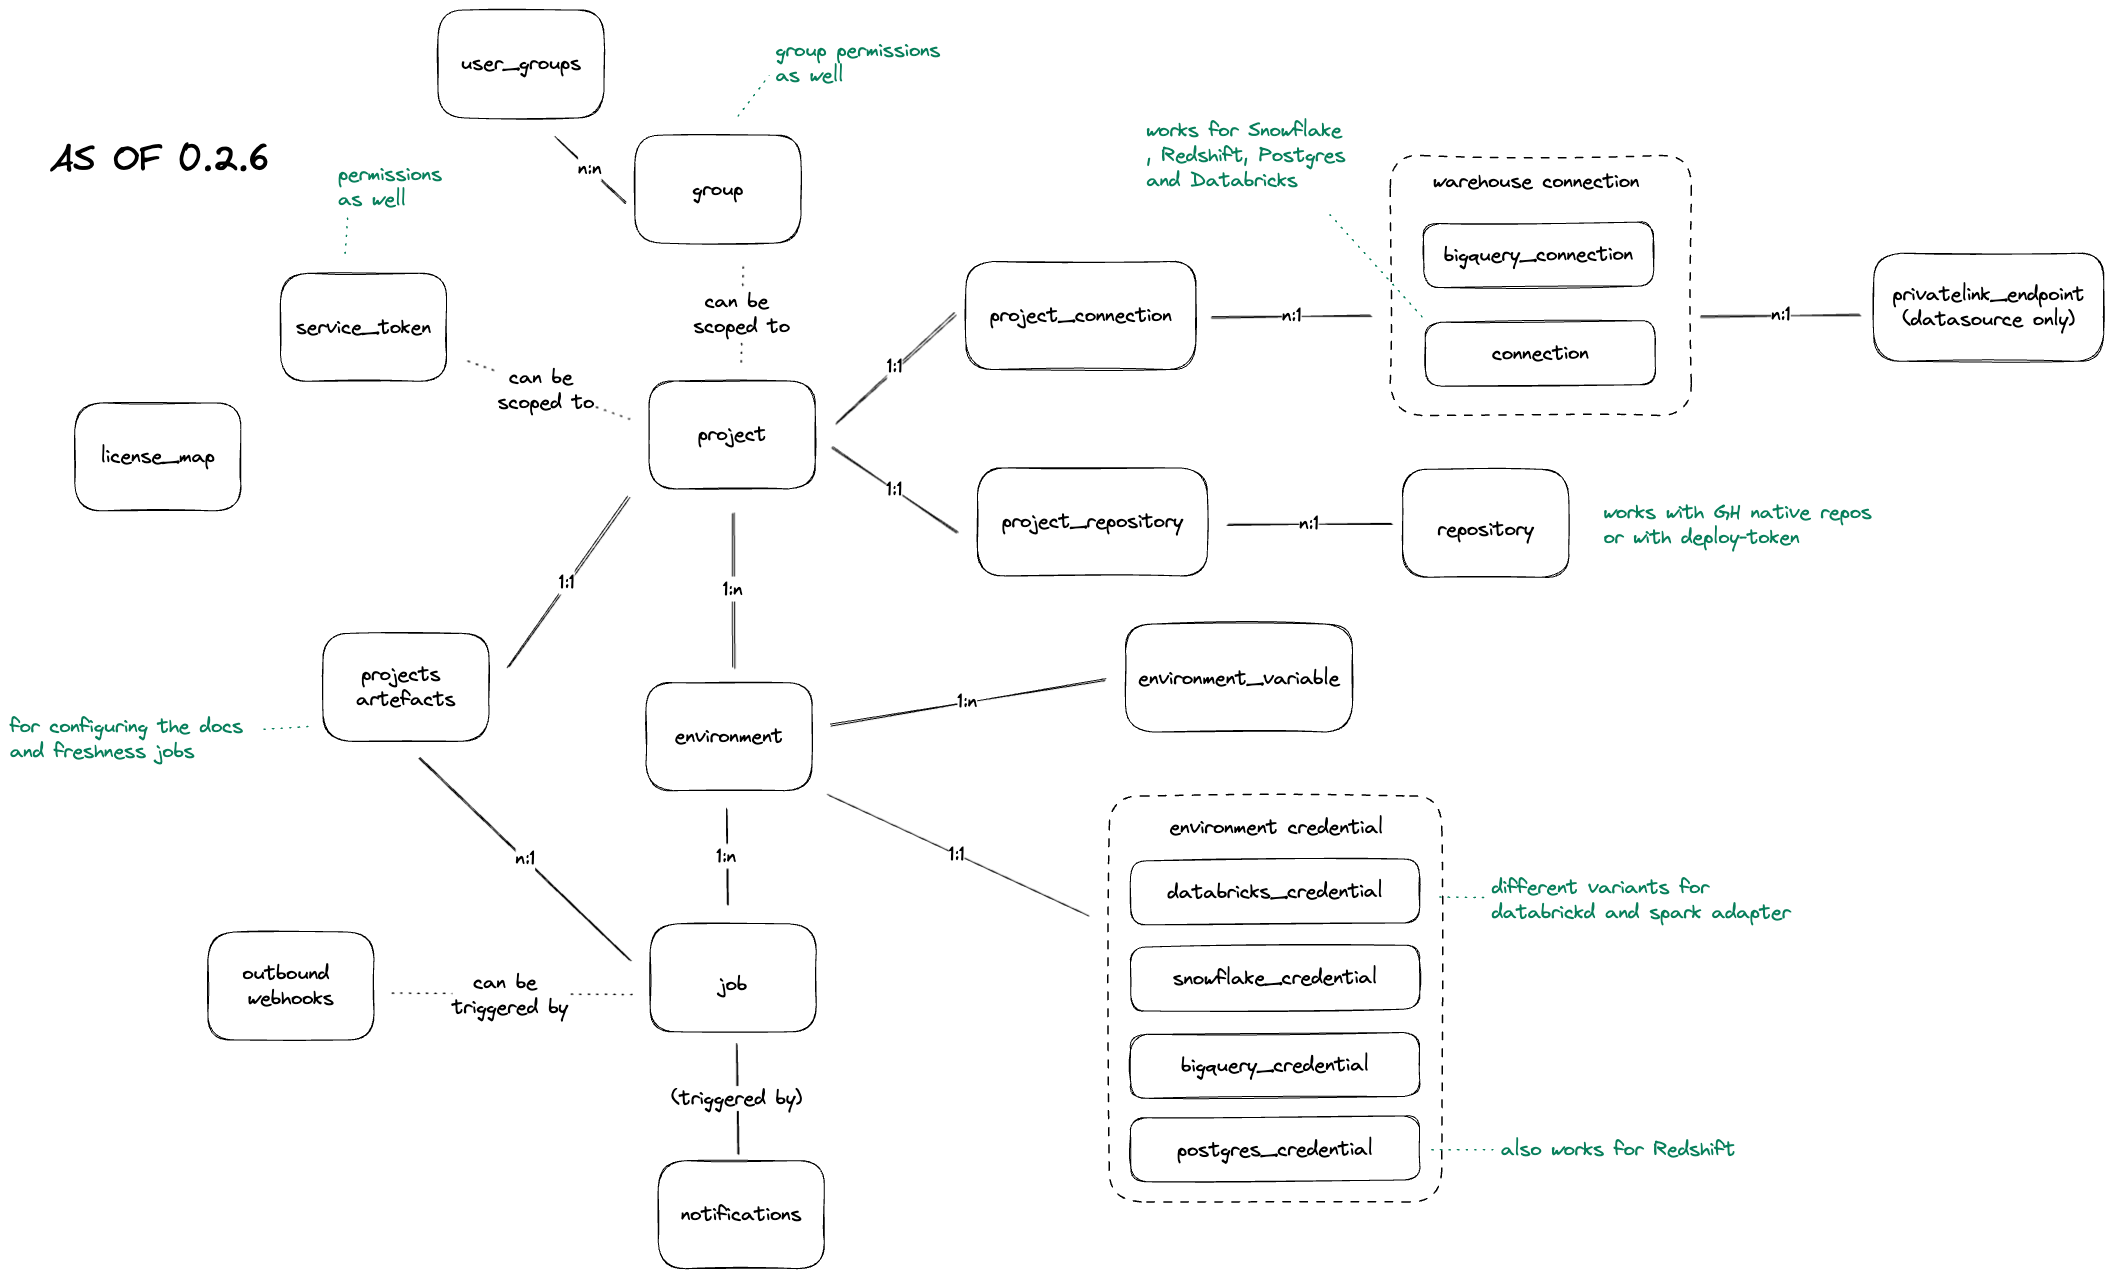 user_groups
group permissions
as well
AS OF 0.2.6
n:n
permissions
as well
group
works for Snowflake
, Redshift, Postgres
and Databricks
warehouse connection
bigquery_connection
connection
service_token
can be
scoped to
project_connection
n:1
n:1
privatelink_endpoint
(datasource only)
can be
scoped to
1:1
license_map
project
1:1
project_repository
n:1
repository
works with GH native repos
or with deploy-token
1:1
1:n
projects
artefacts
for configuring the docs
and freshness jobs
environment
1:n
environment_variable
n:1
1:n
1:1
environment credential
databricks_credential
different variants for
databrickd and spark adapter
snowflake_credential
bigquery_credential
postgres_credential
also works for Redshift
outbound
webhooks
can be
triggered by
job
(triggered by)
notifications